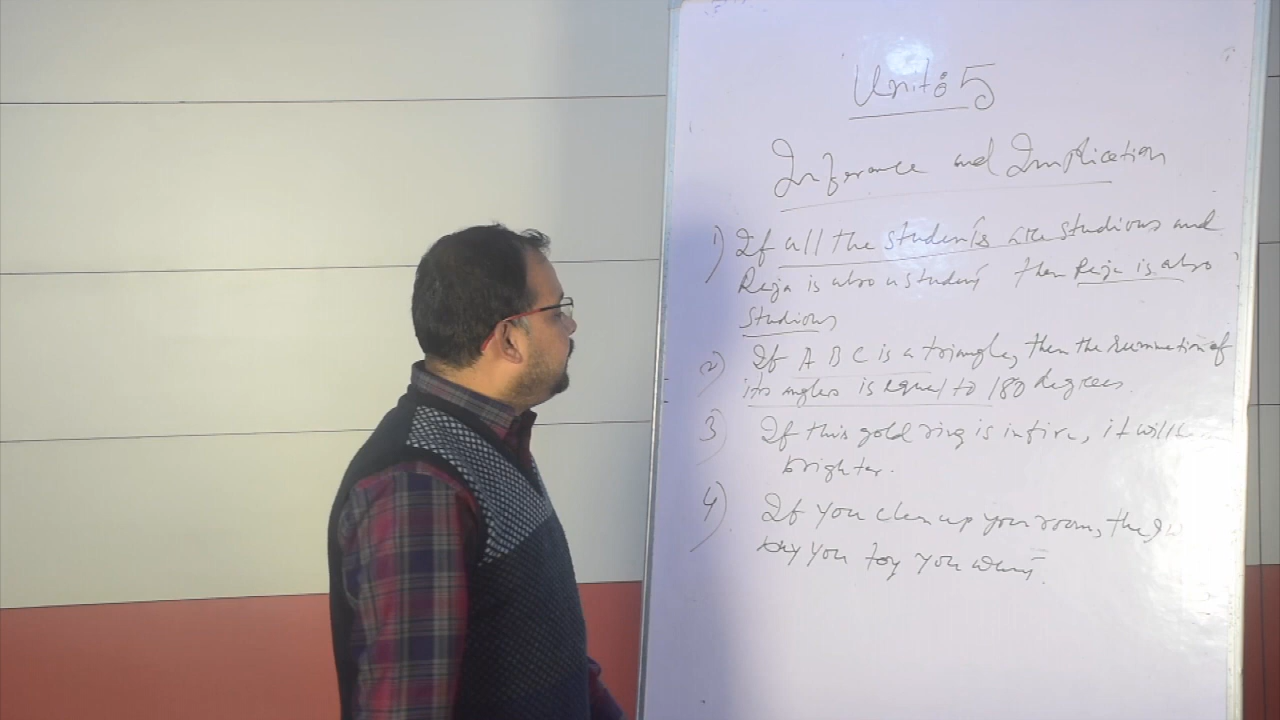 Unit: 5
Inference and Implication
1) If all the students are studious and
Raja is also a student then Raja is also
studious
2) If A B C is a triangle, then the summation of
its angles is equal to 180 degrees.
3 If this gold ring is in fire, it will
brighter.
4) If you clean up your room, then I
buy you toy you want.